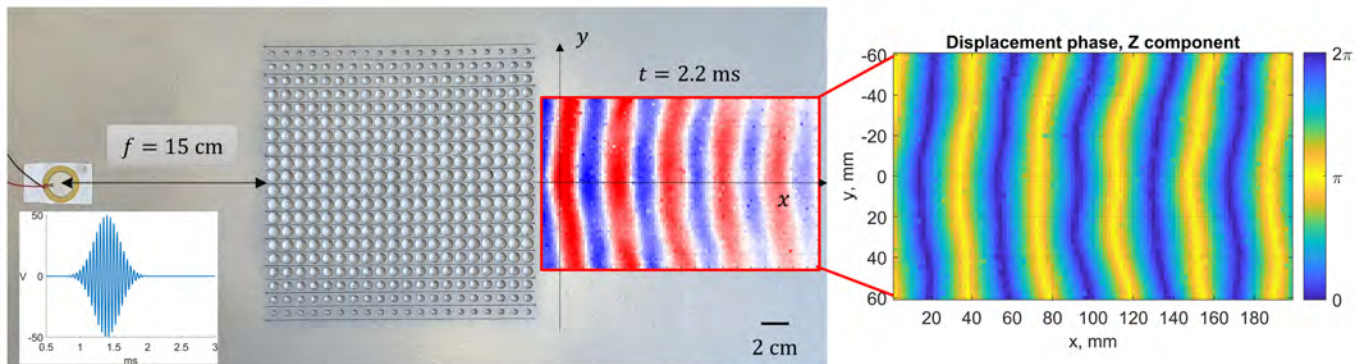 y
t = 2.2 ms
f = 15 cm
x
2 cm
50
V 0
-50
0.5 1 1.5 2 2.5 3
ms
Displacement phase, Z component
-60
-40
-20
0
20
40
60
y, mm
20 40 60 80 100 120 140 160 180
x, mm
2π
π
0